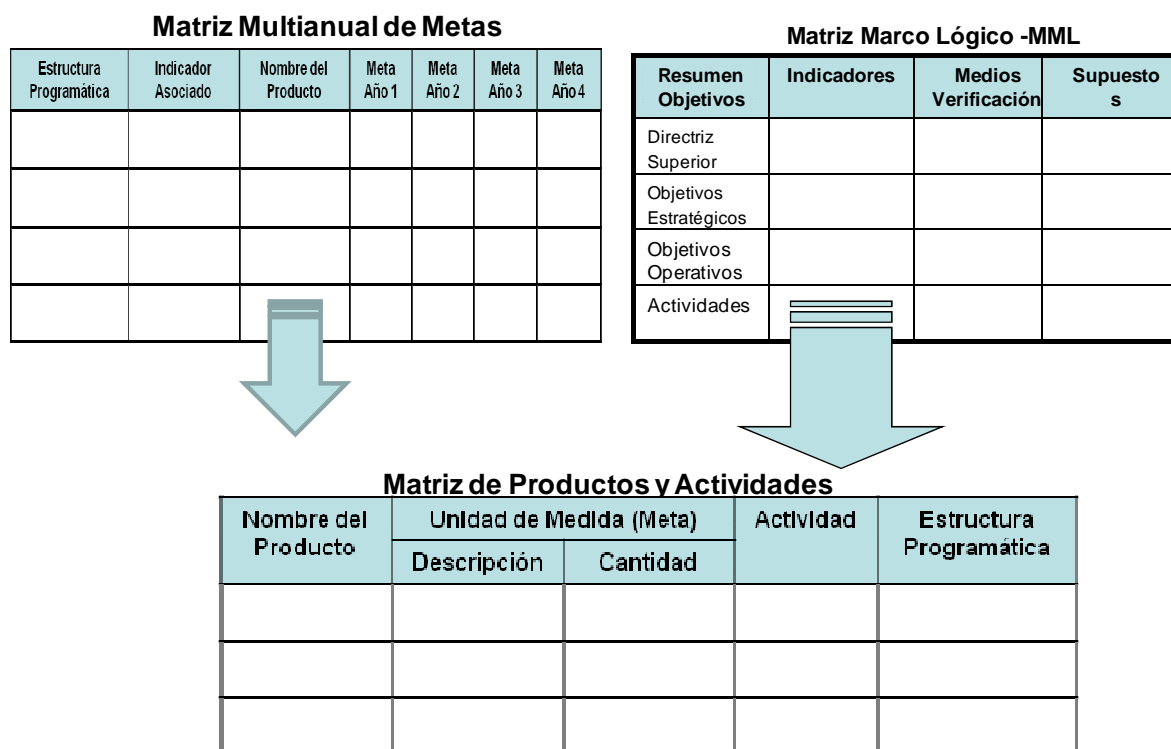 Matriz Multianual de Metas
Estructura
Programática
Indicador
Asociado
Nombre del
Producto
Meta
Año 1
Meta
Año 2
Meta
Año 3
Meta
Año 4
Matriz Marco Lógico -MML
Resumen
Objetivos
Indicadores
Medios
Verificación
Supuesto
s
Directriz
Superior
Objetivos
Estratégicos
Objetivos
Operativos
Actividades
Matriz de Productos y Actividades
Nombre del
Producto
Unidad de Medida (Meta)
Descripción
Cantidad
Actividad
Estructura
Programática